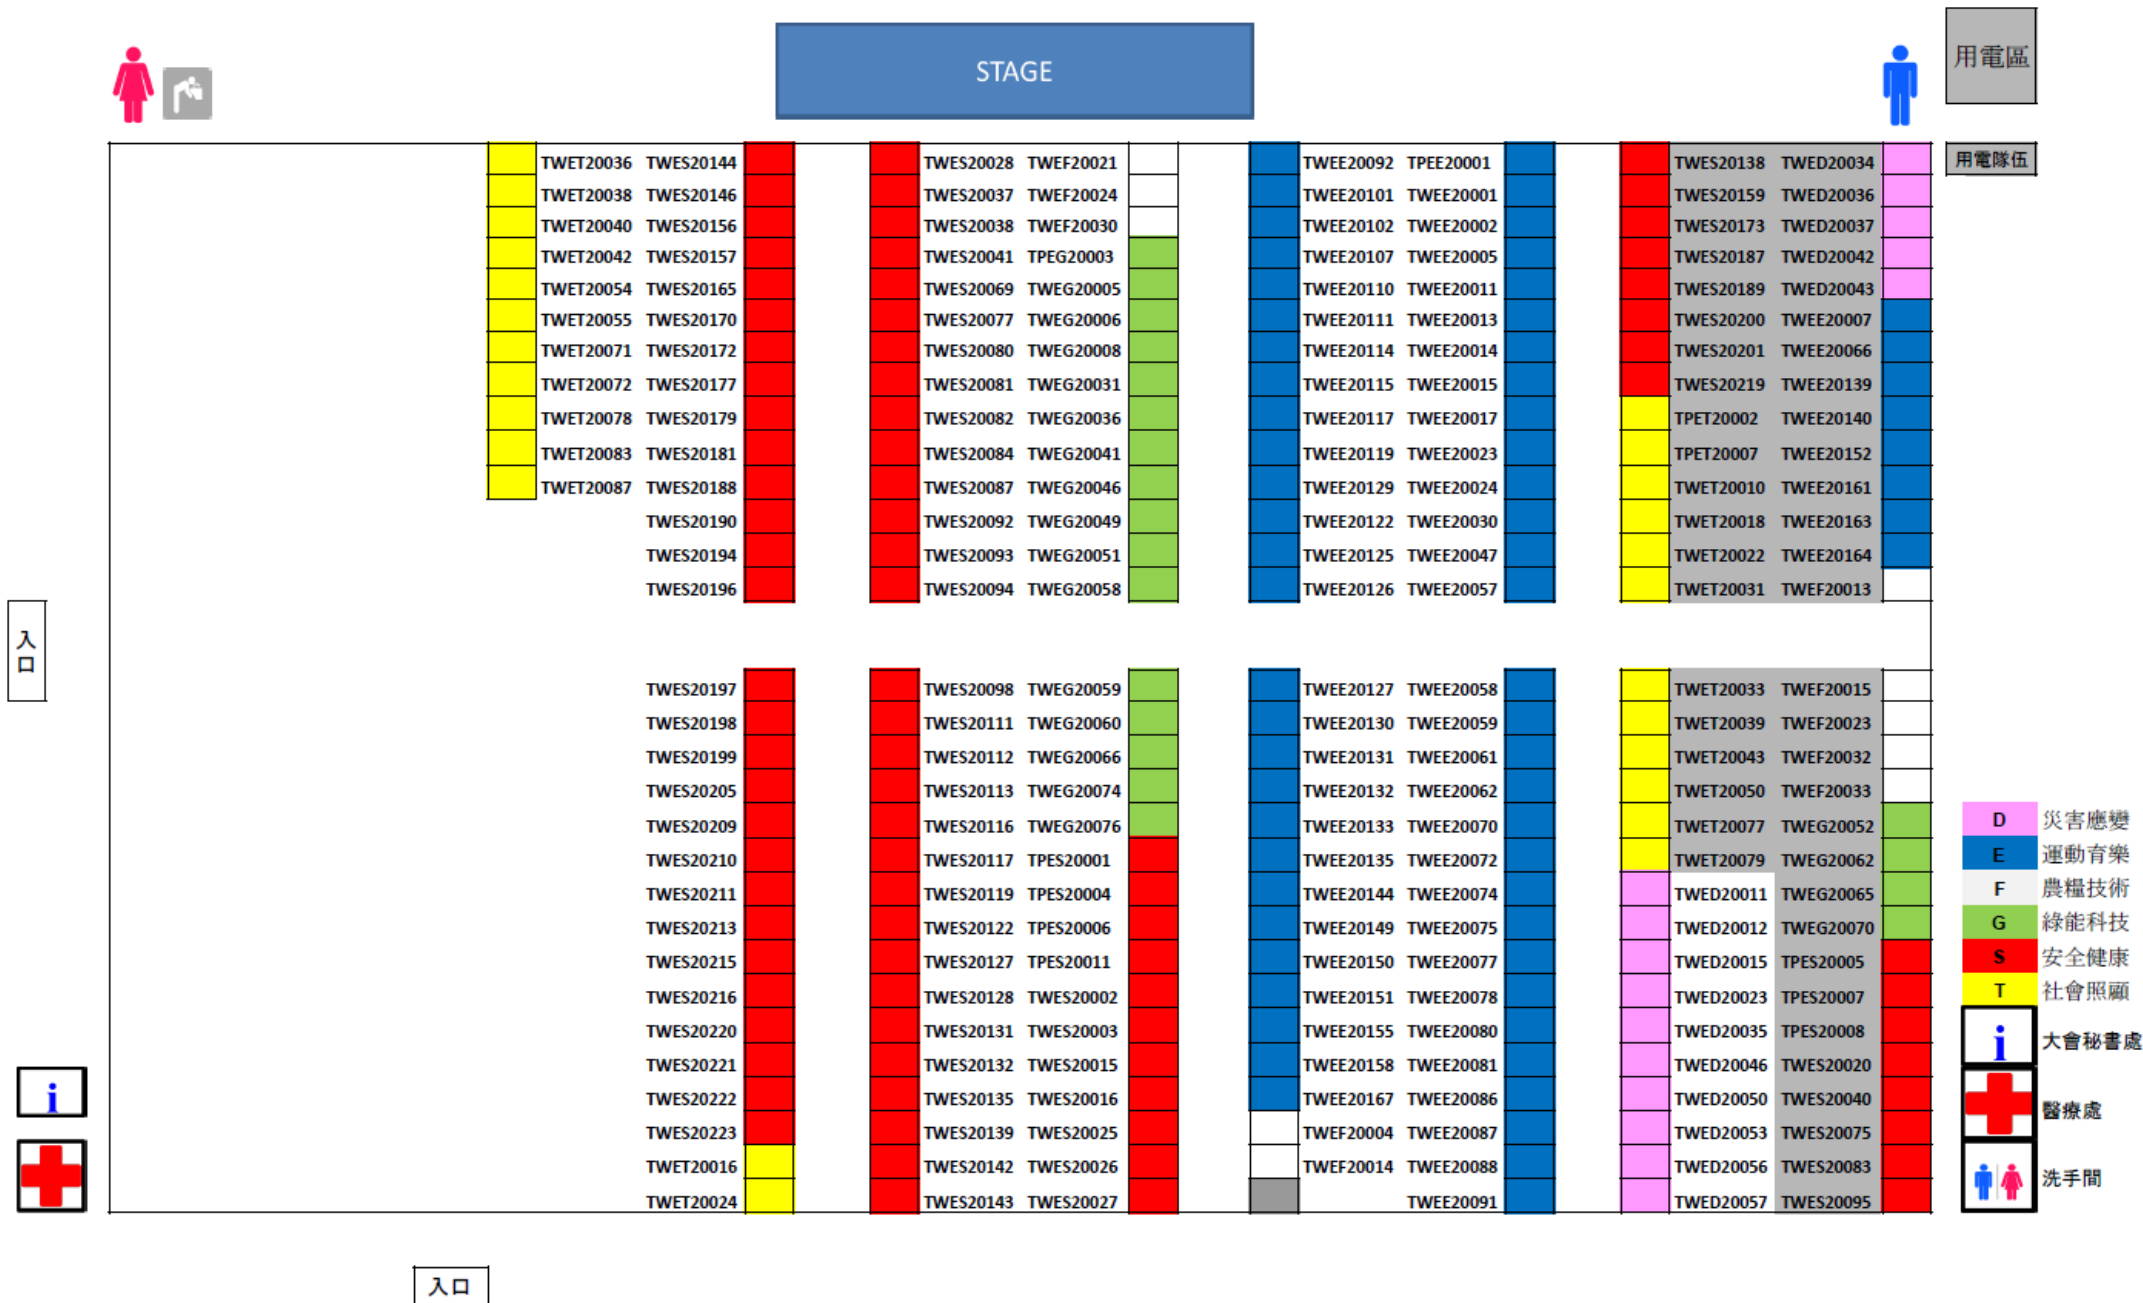 STAGE
用電區
用電隊伍
TWET20036 TWES20144 TWES20028 TWEF20021 TWEE20092 TPEE20001 TWES20138 TWED20034
TWET20038 TWES20146 TWES20037 TWEF20024 TWEE20101 TWEE20001 TWES20159 TWED20036
TWET20040 TWES20156 TWES20038 TWEF20030 TWEE20102 TWEE20002 TWES20173 TWED20037
TWET20042 TWES20157 TWES20041 TPEG20003 TWEE20107 TWEE20005 TWES20187 TWED20042
TWET20054 TWES20165 TWES20069 TWEG20005 TWEE20110 TWEE20011 TWES20189 TWED20043
TWET20055 TWES20170 TWES20077 TWEG20006 TWEE20111 TWEE20013 TWES20200 TWEE20007
TWET20071 TWES20172 TWES20080 TWEG20008 TWEE20114 TWEE20014 TWES20201 TWEE20066
TWET20072 TWES20177 TWES20081 TWEG20031 TWEE20115 TWEE20015 TWES20219 TWEE20139
TWET20078 TWES20179 TWES20082 TWEG20036 TWEE20117 TWEE20017 TPET20002 TWEE20140
TWET20083 TWES20181 TWES20084 TWEG20041 TWEE20119 TWEE20023 TPET20007 TWEE20152
TWET20087 TWES20188 TWES20087 TWEG20046 TWEE20129 TWEE20024 TWET20010 TWEE20161
TWES20190 TWES20092 TWEG20049 TWEE20122 TWEE20030 TWET20018 TWEE20163
TWES20194 TWES20093 TWEG20051 TWEE20125 TWEE20047 TWET20022 TWEE20164
TWES20196 TWES20094 TWEG20058 TWEE20126 TWEE20057 TWET20031 TWEF20013
入口
TWES20197 TWES20098 TWEG20059 TWEE20127 TWEE20058 TWET20033 TWEF20015
TWES20198 TWES20111 TWEG20060 TWEE20130 TWEE20059 TWET20039 TWEF20023
TWES20199 TWES20112 TWEG20066 TWEE20131 TWEE20061 TWET20043 TWEF20032
TWES20205 TWES20113 TWEG20074 TWEE20132 TWEE20062 TWET20050 TWEF20033
TWES20209 TWES20116 TWEG20076 TWEE20133 TWEE20070 TWET20077 TWEG20052
TWES20210 TWES20117 TPES20001 TWEE20135 TWEE20072 TWET20079 TWEG20062
TWES20211 TWES20119 TPES20004 TWEE20144 TWEE20074 TWED20011 TWEG20065
TWES20213 TWES20122 TPES20006 TWEE20149 TWEE20075 TWED20012 TWEG20070
TWES20215 TWES20127 TPES20011 TWEE20150 TWEE20077 TWED20015 TPES20005
TWES20216 TWES20128 TWES20002 TWEE20151 TWEE20078 TWED20023 TPES20007
TWES20220 TWES20131 TWES20003 TWEE20155 TWEE20080 TWED20035 TPES20008
TWES20221 TWES20132 TWES20015 TWEE20158 TWEE20081 TWED20046 TWES20020
TWES20222 TWES20135 TWES20016 TWEE20167 TWEE20086 TWED20050 TWES20040
TWES20223 TWES20139 TWES20025 TWEF20004 TWEE20087 TWED20053 TWES20075
TWET20016 TWES20142 TWES20026 TWEF20014 TWEE20088 TWED20056 TWES20083
TWET20024 TWES20143 TWES20027 TWEE20091 TWED20057 TWES20095
D 災害應變
E 運動育樂
F 農糧技術
G 綠能科技
S 安全健康
T 社會照顧
i 大會秘書處
醫療處
洗手間
i
入口